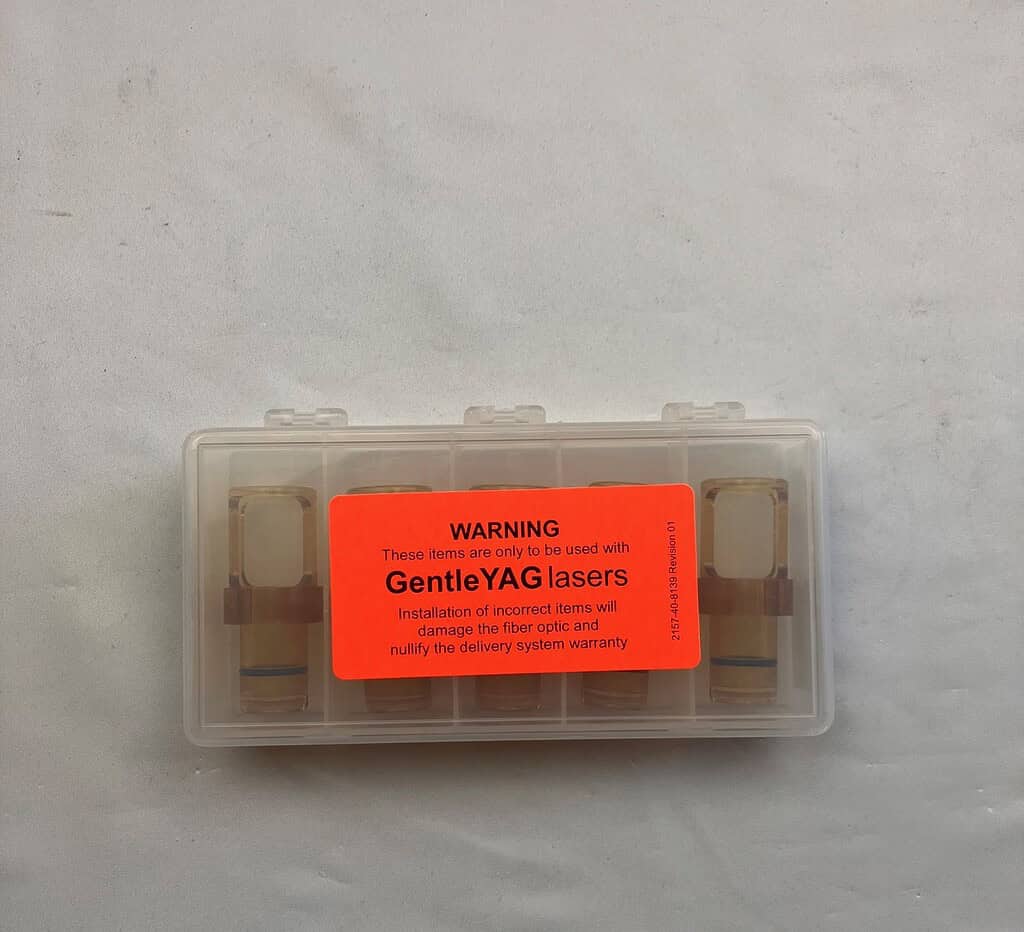 WARNING
These items are only to be used with
GentleYAG lasers
Installation of incorrect items will
damage the fiber optic and
nullify the delivery system warranty
2157-40-8139 Revision 01